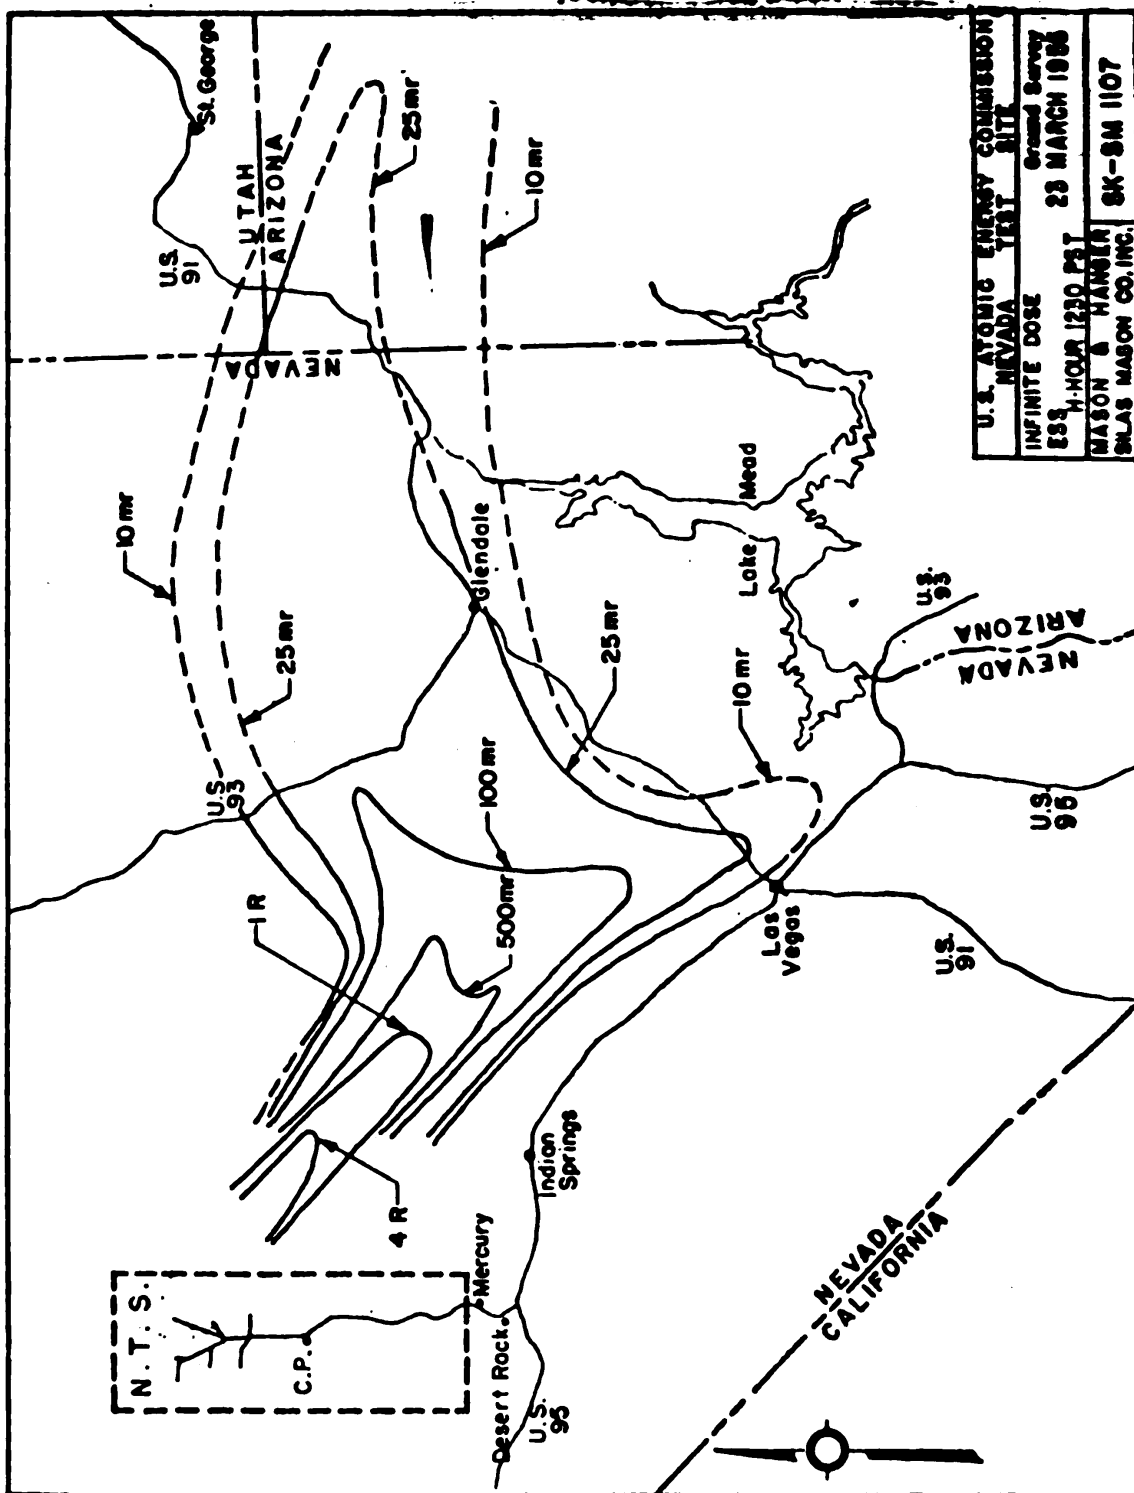 N.T.S.
C.P.
Mercury
Desert Rock
U.S.
95
Indian
Springs
4 R
1 R
500mr
100mr
U.S.
93
25mr
10mr
Glendale
25mr
10mr
Las
Vegas
U.S.
91
U.S.
95
U.S.
93
Lake Mead
NEVADA
ARIZONA
NEVADA
CALIFORNIA
NEVADA
UTAH
ARIZONA
U.S.
91
St. George
25mr
10mr
U.S. ATOMIC ENERGY COMMISSION
NEVADA TEST SITE
INFINITE DOSE Ground Survey
ESS 23 MARCH 1955
H-HOUR 1230 PST
MASON & HANGER
SILAS MASON CO. INC.
SK-SM 1107